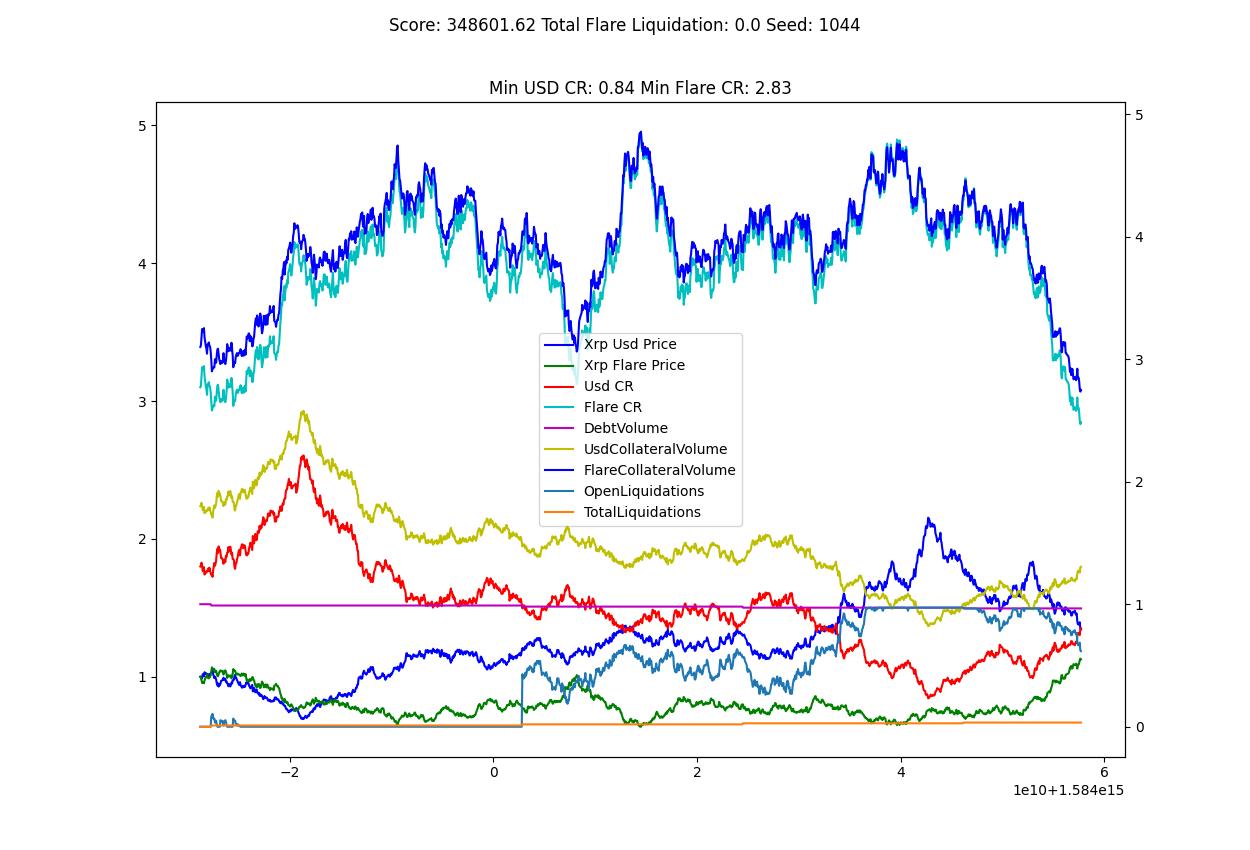 Score: 348601.62 Total Flare Liquidation: 0.0 Seed: 1044
Min USD CR: 0.84 Min Flare CR: 2.83
5
4
3
2
1
5
4
3
2
1
0
Xrp Usd Price
Xrp Flare Price
Usd CR
Flare CR
DebtVolume
UsdCollateralVolume
FlareCollateralVolume
OpenLiquidations
TotalLiquidations
−2 0 2 4 6
1e10+1.584e15